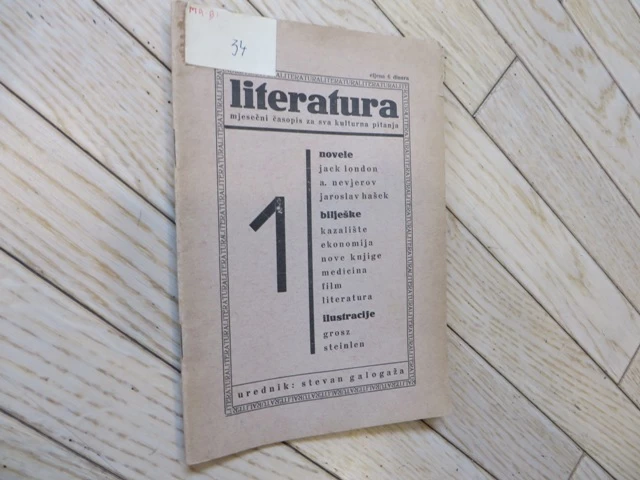 34
cijena 5 dinara
literatura
mjesečni časopis za sva kulturna pitanja
1
novele
jack london
a. nevjerov
jaroslav hašek
bilješke
kazalište
ekonomija
nove knjige
medicina
film
literatura
ilustracije
grosz
steinlen
urednik: stevan galogaža